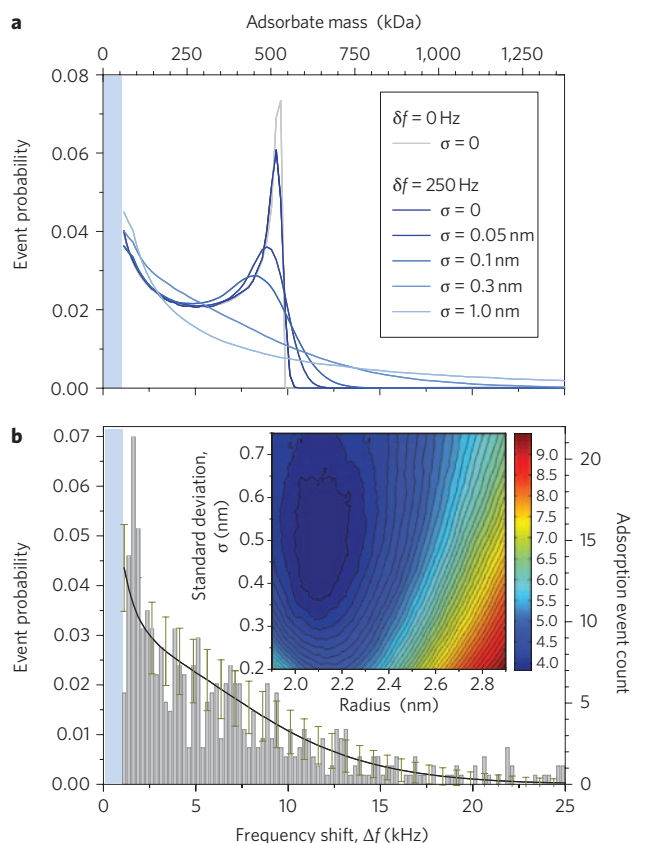 a
Adsorbate mass (kDa)
0 250 500 750 1,000 1,250
0.08
0.06
0.04
0.02
0.00
Event probability
δf = 0 Hz
σ = 0
δf = 250 Hz
σ = 0
σ = 0.05 nm
σ = 0.1 nm
σ = 0.3 nm
σ = 1.0 nm
b
0.07
0.06
0.05
0.04
0.03
0.02
0.01
0.00
Event probability
Standard deviation,
σ (nm)
0.7
0.6
0.5
0.4
0.3
0.2
2.0 2.2 2.4 2.6 2.8
Radius (nm)
9.0
8.5
8.0
7.5
7.0
6.5
6.0
5.5
5.0
4.5
4.0
20
15
10
5
0
Adsorption event count
0 5 10 15 20 25
Frequency shift, Δf (kHz)